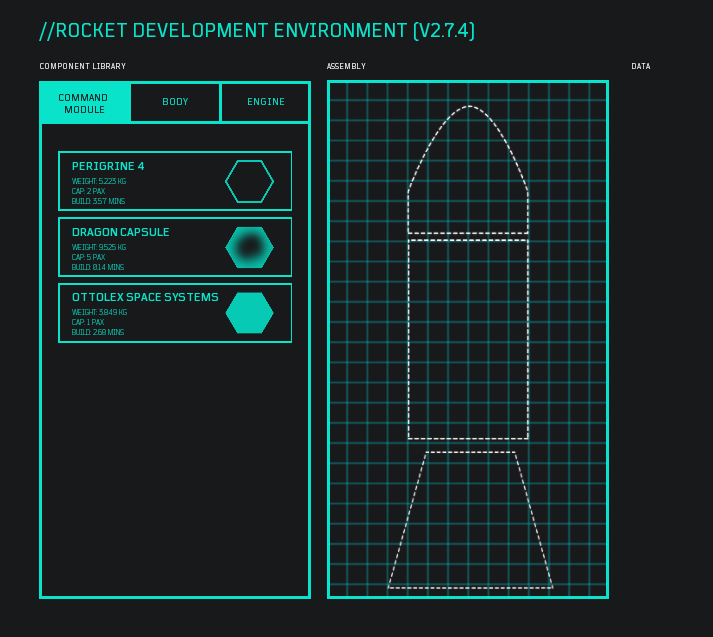 //ROCKET DEVELOPMENT ENVIRONMENT (V2.7.4)
COMPONENT LIBRARY
ASSEMBLY
DATA
COMMAND
MODULE
BODY
ENGINE
PERIGRINE 4
WEIGHT: 5.223 KG
CAP: 2 PAX
BUILD: 3.57 MINS
DRAGON CAPSULE
WEIGHT: 9.525 KG
CAP: 5 PAX
BUILD: 0.14 MINS
OTTOLEX SPACE SYSTEMS
WEIGHT: 3.849 KG
CAP: 1 PAX
BUILD: 2.68 MINS